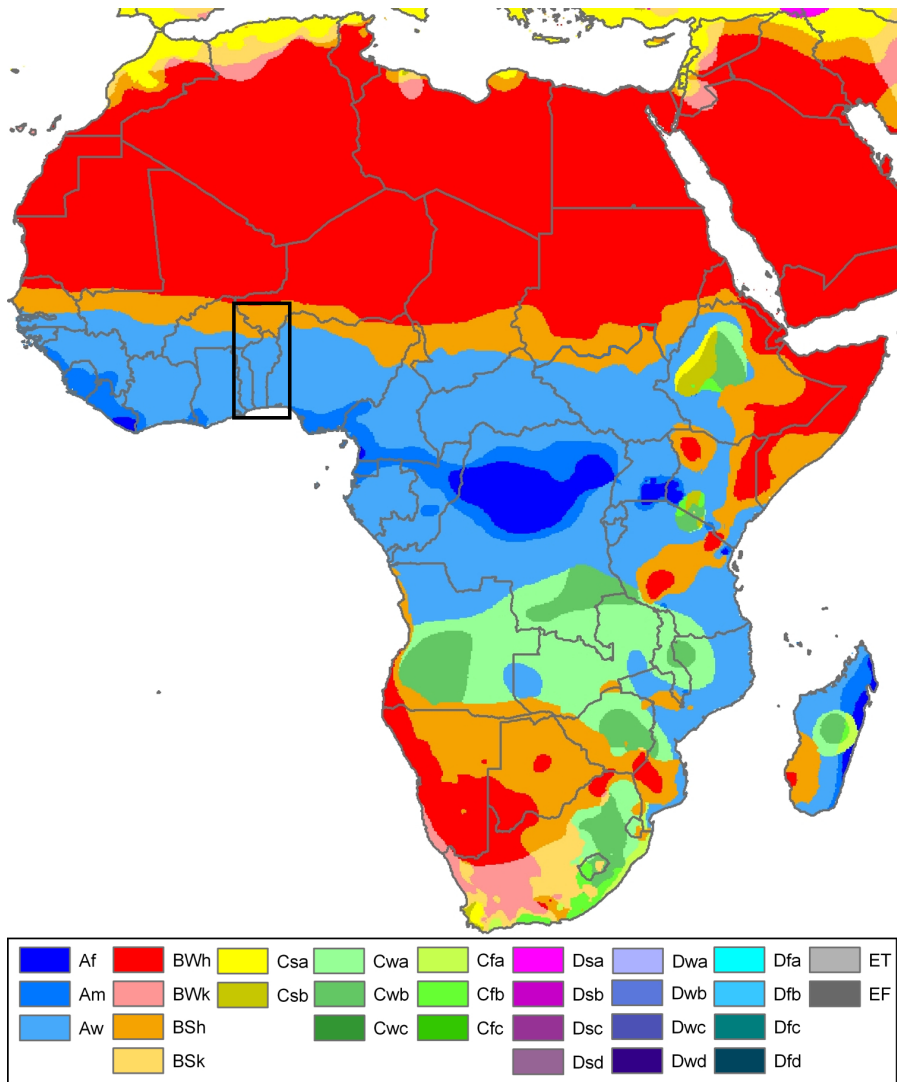 Af BWh Csa Cwa Cfa Dsa Dwa Dfa ET
Am BWk Csb Cwb Cfb Dsb Dwb Dfb EF
Aw BSh Cwc Cfc Dsc Dwc Dfc
BSk Dsd Dwd Dfd